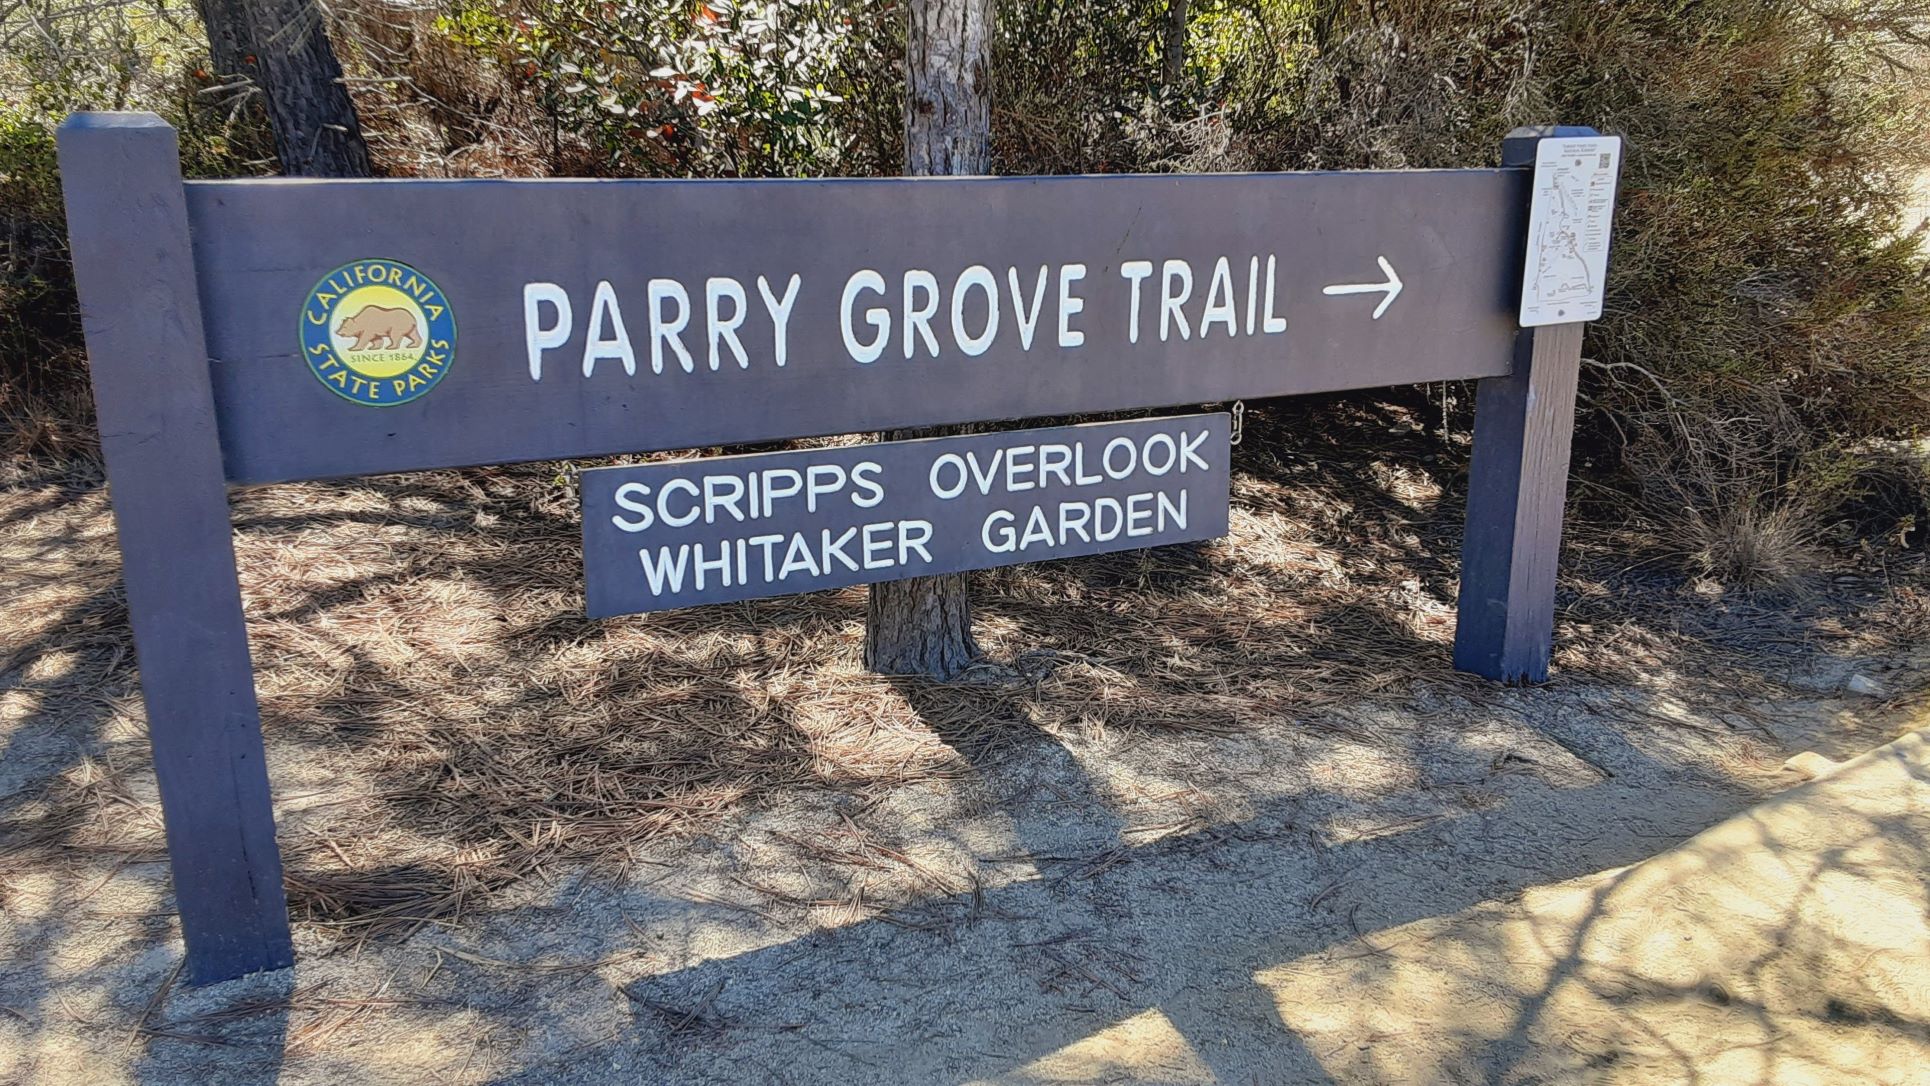 CALIFORNIA
SINCE 1864
STATE PARKS
PARRY GROVE TRAIL →
SCRIPPS OVERLOOK
WHITAKER GARDEN